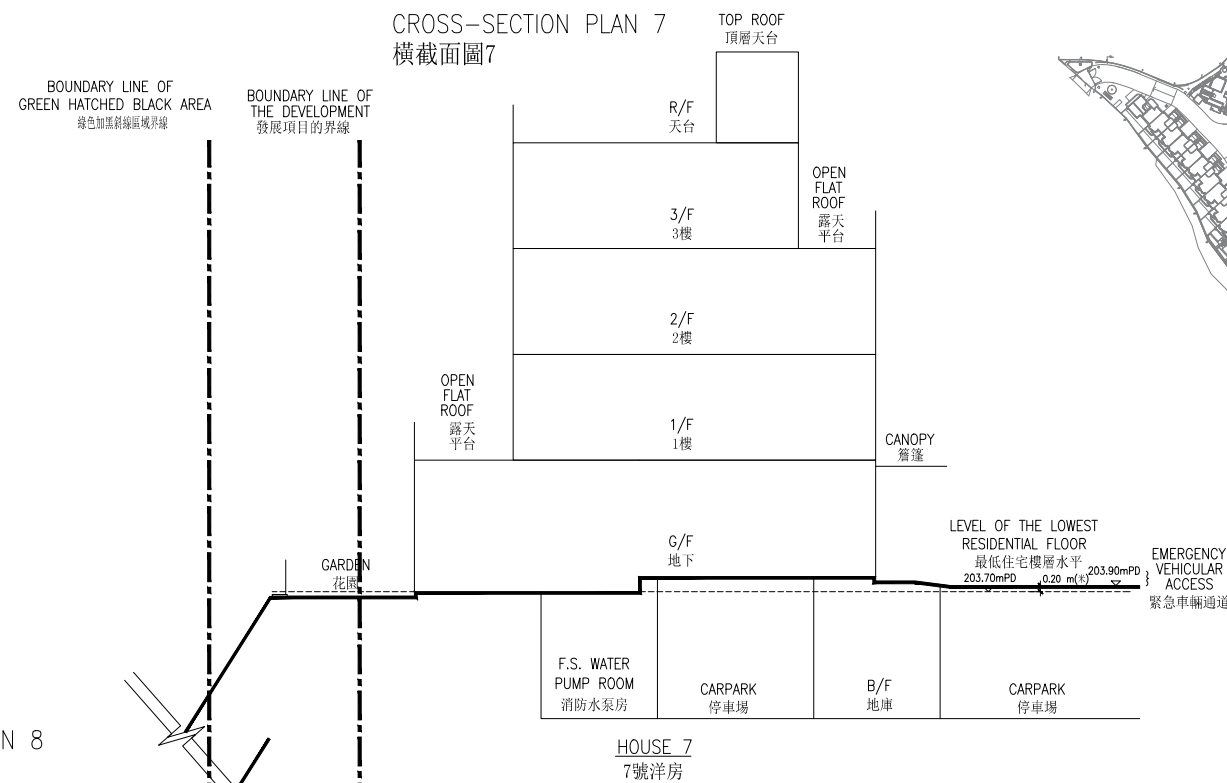 CROSS-SECTION PLAN 7
橫截面圖7
TOP ROOF
頂層天台
BOUNDARY LINE OF
GREEN HATCHED BLACK AREA
綠色加黑斜線區域界線
BOUNDARY LINE OF
THE DEVELOPMENT
發展項目的界線
R/F
天台
OPEN
FLAT
ROOF
露天
平台
3/F
3樓
2/F
2樓
OPEN
FLAT
ROOF
露天
平台
1/F
1樓
CANOPY
簷篷
G/F
地下
GARDEN
花園
LEVEL OF THE LOWEST
RESIDENTIAL FLOOR
最低住宅樓層水平
203.70mPD
0.20 m(米)
203.90mPD
EMERGENCY
VEHICULAR
ACCESS
緊急車輛通道
F.S. WATER
PUMP ROOM
消防水泵房
CARPARK
停車場
B/F
地庫
CARPARK
停車場
N 8
HOUSE 7
7號洋房